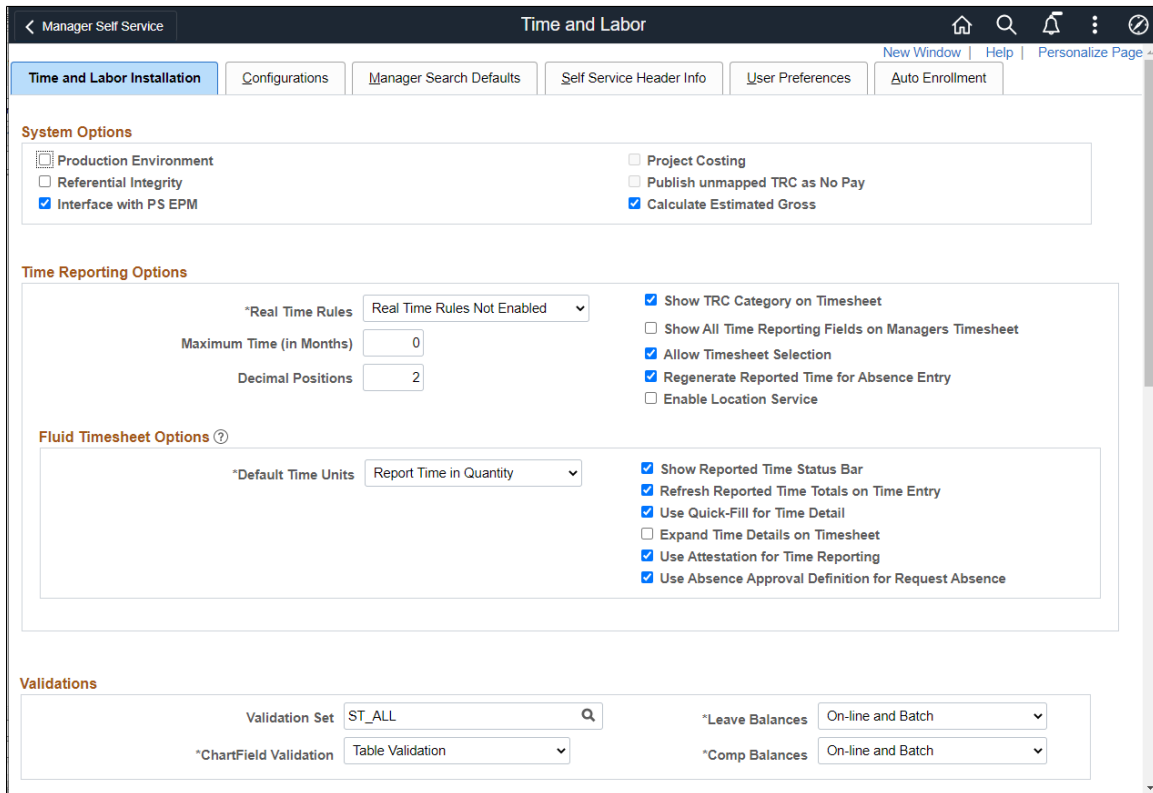 Manager Self Service
Time and Labor
New Window | Help | Personalize Page
Time and Labor Installation
Configurations
Manager Search Defaults
Self Service Header Info
User Preferences
Auto Enrollment
System Options
Production Environment
Project Costing
Referential Integrity
Publish unmapped TRC as No Pay
Interface with PS EPM
Calculate Estimated Gross
Time Reporting Options
*Real Time Rules Real Time Rules Not Enabled
Show TRC Category on Timesheet
Show All Time Reporting Fields on Managers Timesheet
Maximum Time (in Months) 0
Allow Timesheet Selection
Decimal Positions 2
Regenerate Reported Time for Absence Entry
Enable Location Service
Fluid Timesheet Options ?
*Default Time Units Report Time in Quantity
Show Reported Time Status Bar
Refresh Reported Time Totals on Time Entry
Use Quick-Fill for Time Detail
Expand Time Details on Timesheet
Use Attestation for Time Reporting
Use Absence Approval Definition for Request Absence
Validations
Validation Set ST_ALL
*Leave Balances On-line and Batch
*ChartField Validation Table Validation
*Comp Balances On-line and Batch